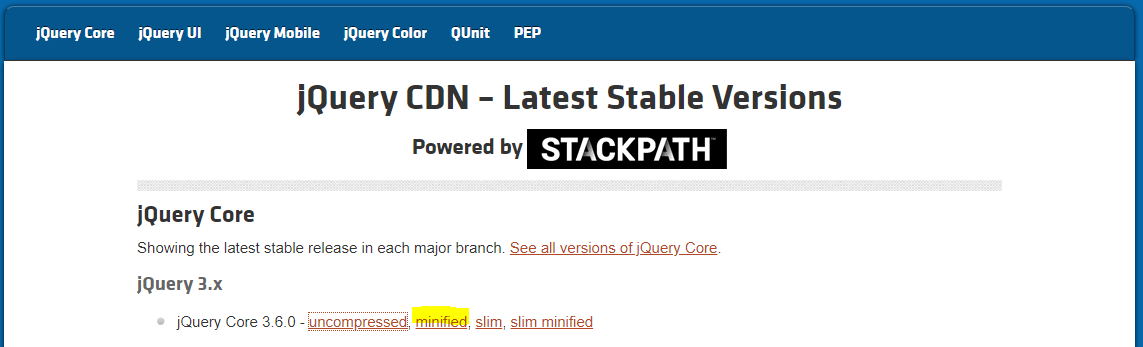 jQuery Core jQuery UI jQuery Mobile jQuery Color QUnit PEP
jQuery CDN – Latest Stable Versions
Powered by STACKPATH™
jQuery Core
Showing the latest stable release in each major branch. See all versions of jQuery Core.
jQuery 3.x
jQuery Core 3.6.0 - uncompressed, minified, slim, slim minified